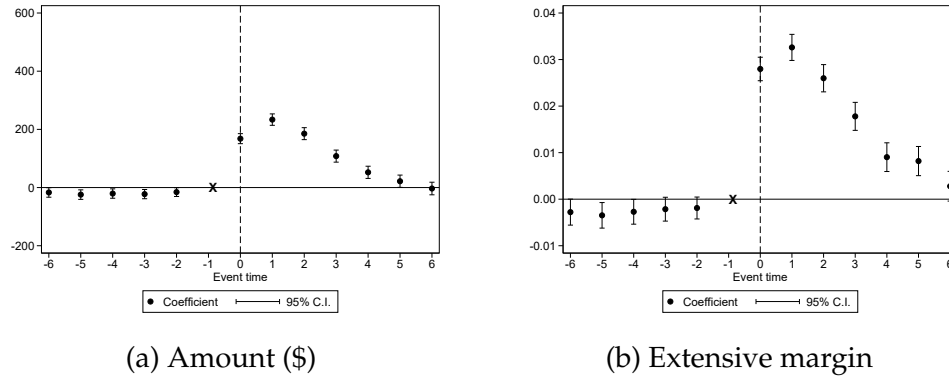 600
400
200
0
-200
-6 -5 -4 -3 -2 -1 0 1 2 3 4 5 6
Event time
Coefficient 95% C.I.
(a) Amount ($)
0.04
0.03
0.02
0.01
0.00
-0.01
-6 -5 -4 -3 -2 -1 0 1 2 3 4 5 6
Event time
Coefficient 95% C.I.
(b) Extensive margin